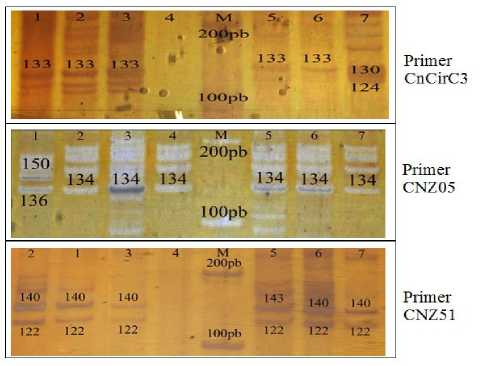 1 2 3 4 M 5 6 7
200pb
133 133 133 133 133 130
124
100pb
Primer
CnCirC3
1 2 3 4 M 5 6 7
200pb
150 134 134 134 134 134 134
136
100pb
Primer
CNZ05
2 1 3 4 M 5 6 7
200pb
140 140 140 143 140 140
122 122 122 100pb 122 122 122
Primer
CNZ51